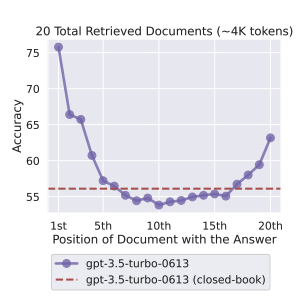 20 Total Retrieved Documents (~4K tokens)
75
70
65
60
55
Accuracy
1st 5th 10th 15th 20th
Position of Document with the Answer
gpt-3.5-turbo-0613
gpt-3.5-turbo-0613 (closed-book)